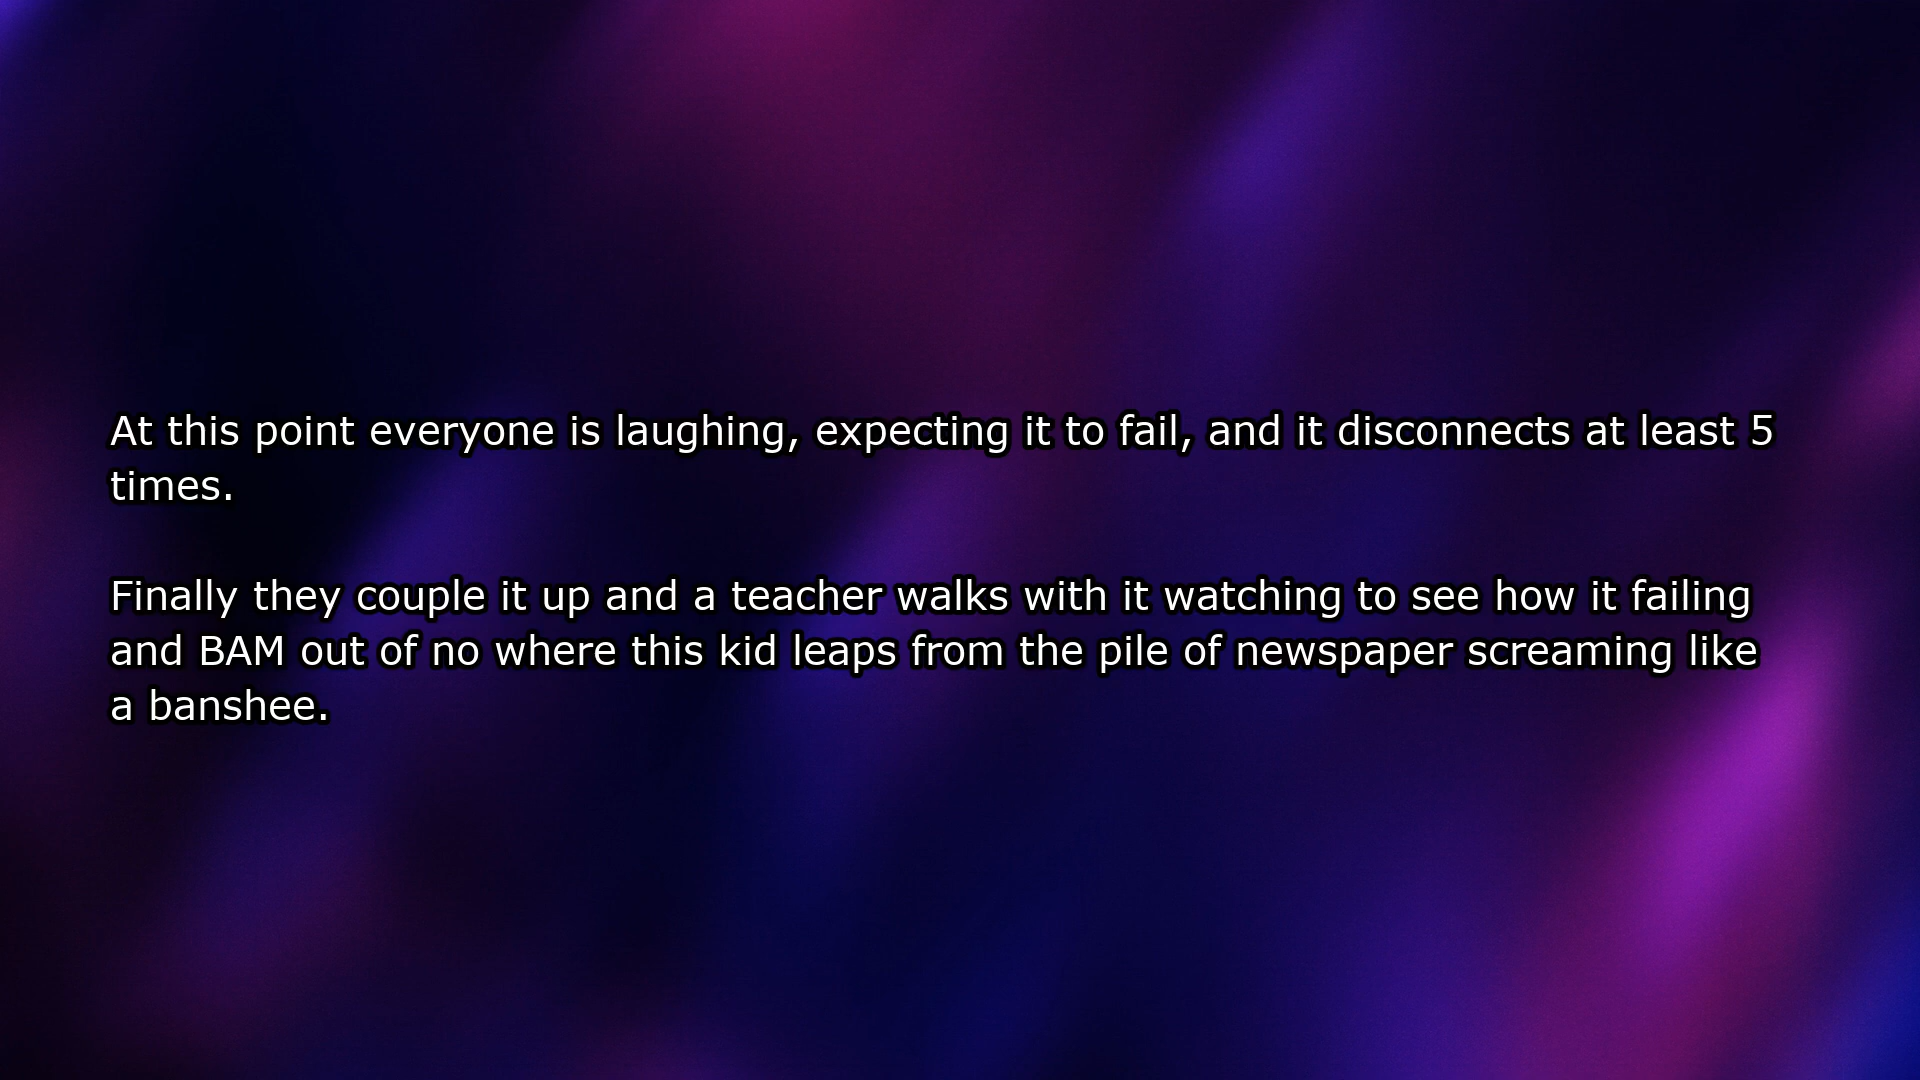 At this point everyone is laughing, expecting it to fail, and it disconnects at least 5
times.
Finally they couple it up and a teacher walks with it watching to see how it failing
and BAM out of no where this kid leaps from the pile of newspaper screaming like
a banshee.